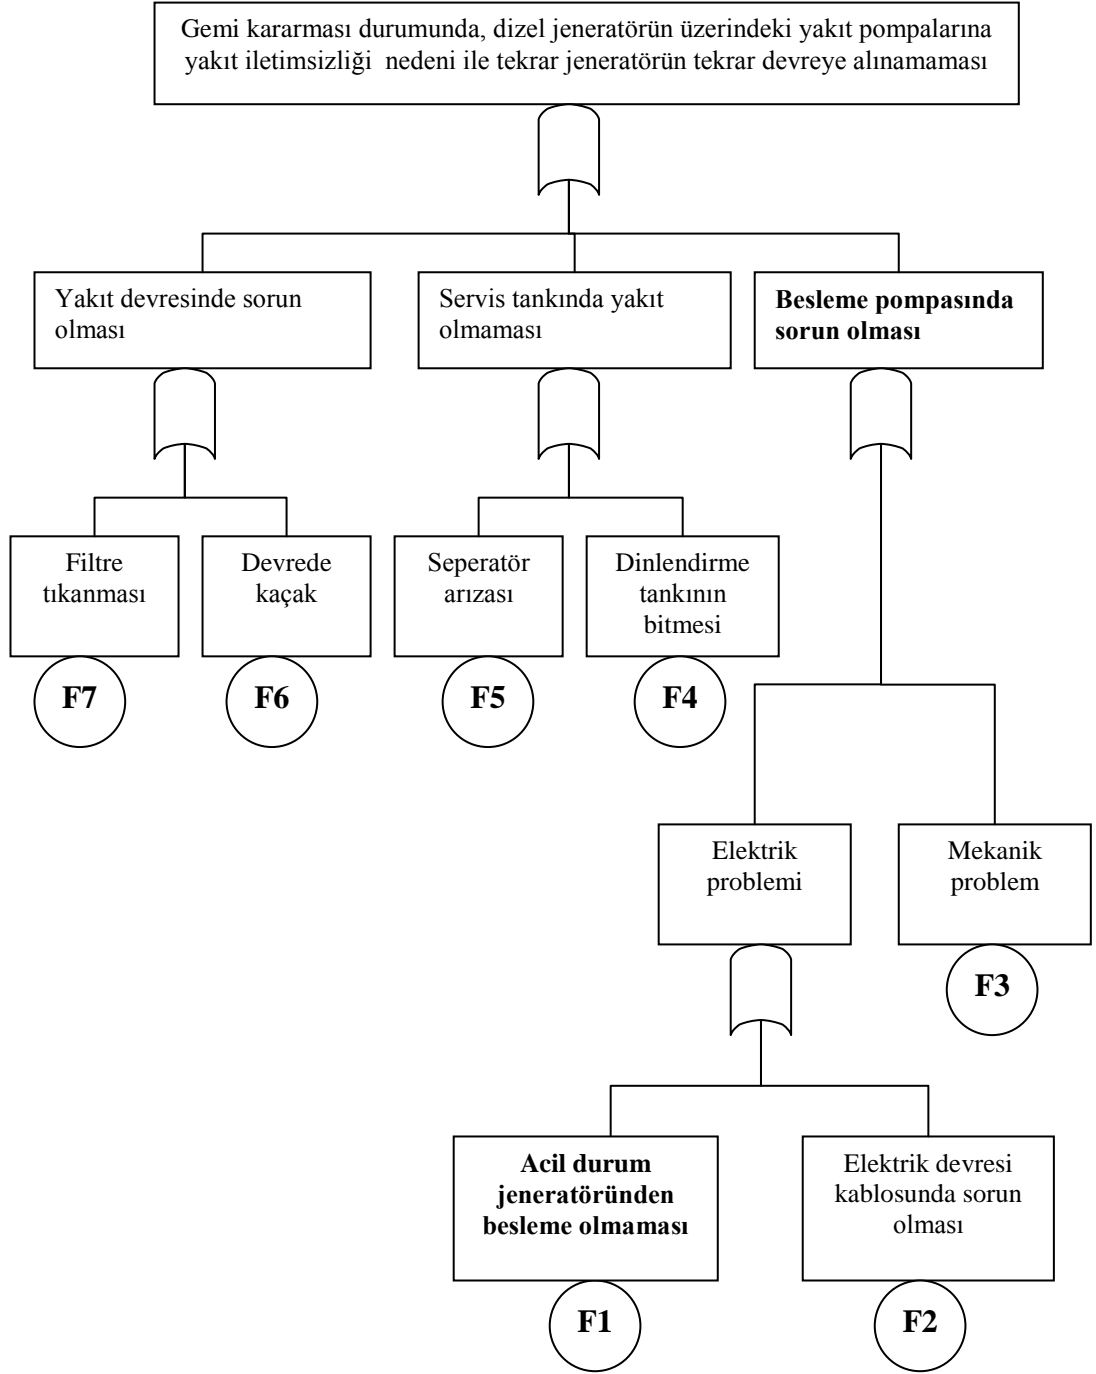 Gemi kararması durumunda, dizel jeneratörün üzerindeki yakıt pompalarına
yakıt iletimsizliği nedeni ile tekrar jeneratörün tekrar devreye alınamaması
Yakıt devresinde sorun
olması
Servis tankında yakıt
olmaması
Besleme pompasında
sorun olması
Filtre
tıkanması
Devrede
kaçak
Seperatör
arızası
Dinlendirme
tankının
bitmesi
F7
F6
F5
F4
Elektrik
problemi
Mekanik
problem
F3
Acil durum
jeneratöründen
besleme olmaması
Elektrik devresi
kablosunda sorun
olması
F1
F2